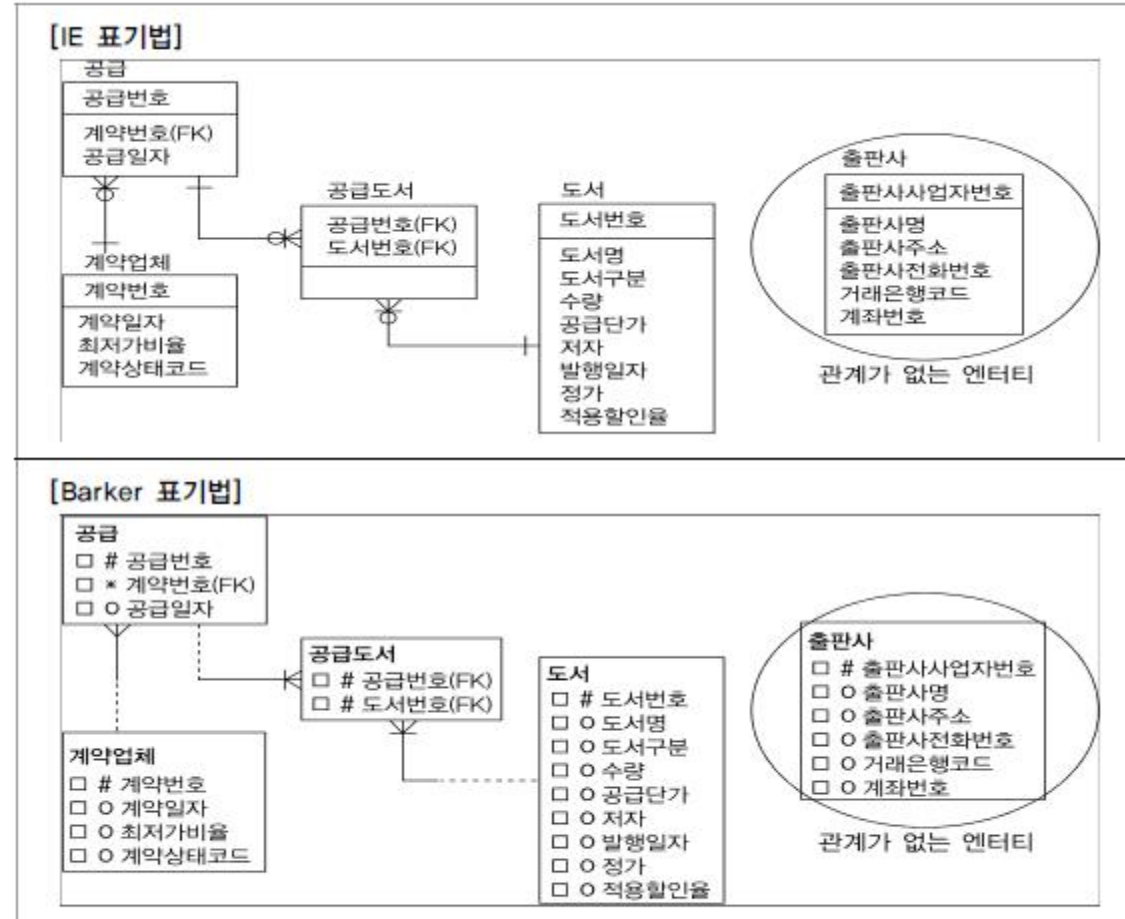 [IE 표기법]
공급
공급번호
계약번호(FK)
공급일자
계약업체
계약번호
계약일자
최저가비율
계약상태코드
공급도서
공급번호(FK)
도서번호(FK)
도서
도서번호
도서명
도서구분
수량
공급단가
저자
발행일자
정가
적용할인율
출판사
출판사사업자번호
출판사명
출판사주소
출판사전화번호
거래은행코드
계좌번호
관계가 없는 엔터티
[Barker 표기법]
공급
□ # 공급번호
□ * 계약번호(FK)
□ O 공급일자
계약업체
□ # 계약번호
□ O 계약일자
□ O 최저가비율
□ O 계약상태코드
공급도서
□ # 공급번호(FK)
□ # 도서번호(FK)
도서
□ # 도서번호
□ O 도서명
□ O 도서구분
□ O 수량
□ O 공급단가
□ O 저자
□ O 발행일자
□ O 정가
□ O 적용할인율
출판사
□ # 출판사사업자번호
□ O 출판사명
□ O 출판사주소
□ O 출판사전화번호
□ O 거래은행코드
□ O 계좌번호
관계가 없는 엔터티